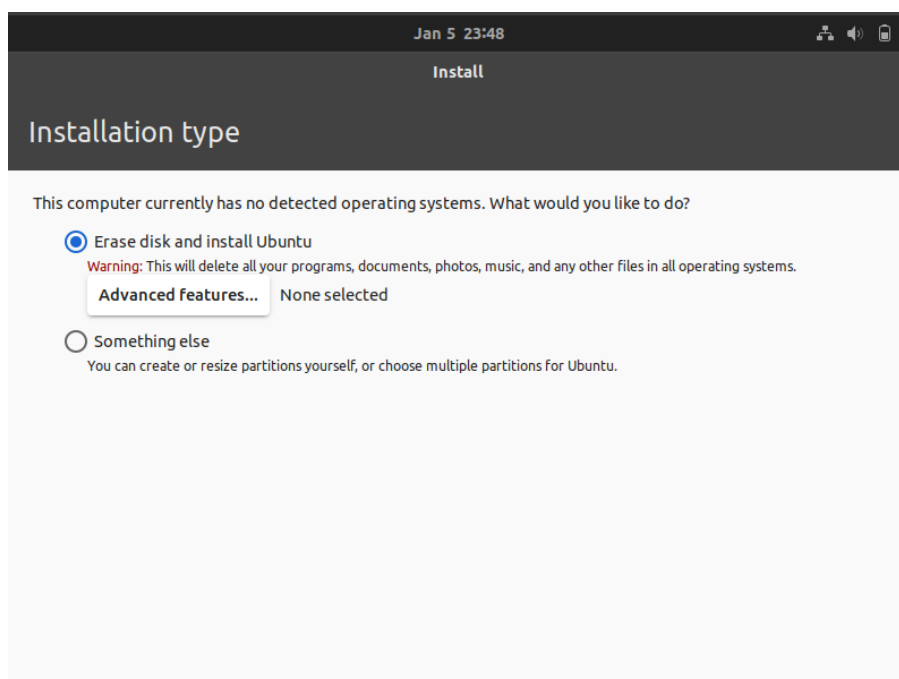 Jan 5 23:48
Install
Installation type
This computer currently has no detected operating systems. What would you like to do?
Erase disk and install Ubuntu
Warning: This will delete all your programs, documents, photos, music, and any other files in all operating systems.
Advanced features... None selected
Something else
You can create or resize partitions yourself, or choose multiple partitions for Ubuntu.